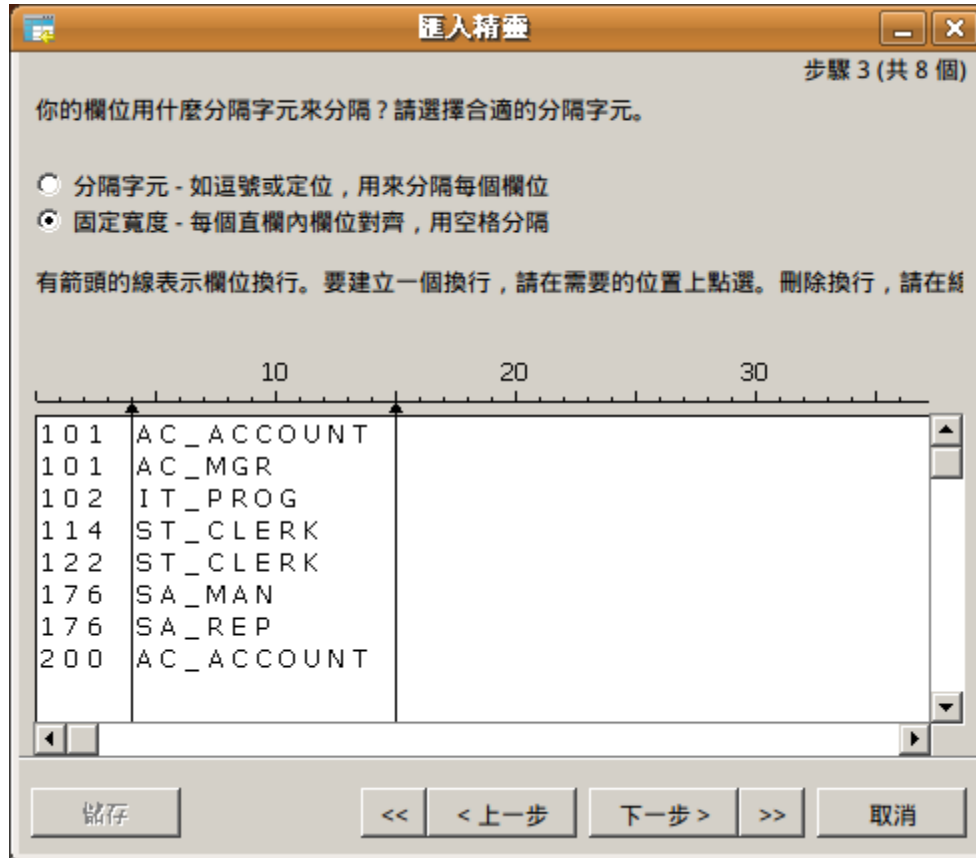 匯入精靈
步驟 3 (共 8 個)
你的欄位用什麼分隔字元來分隔？請選擇合適的分隔字元。
分隔字元 - 如逗號或定位，用來分隔每個欄位
固定寬度 - 每個直欄內欄位對齊，用空格分隔
有箭頭的線表示欄位換行。要建立一個換行，請在需要的位置上點選。刪除換行，請在
10 20 30
101 AC_ACCOUNT
101 AC_MGR
102 IT_PROG
114 ST_CLERK
122 ST_CLERK
176 SA_MAN
176 SA_REP
200 AC_ACCOUNT
儲存 << < 上一步 下一步 > >> 取消